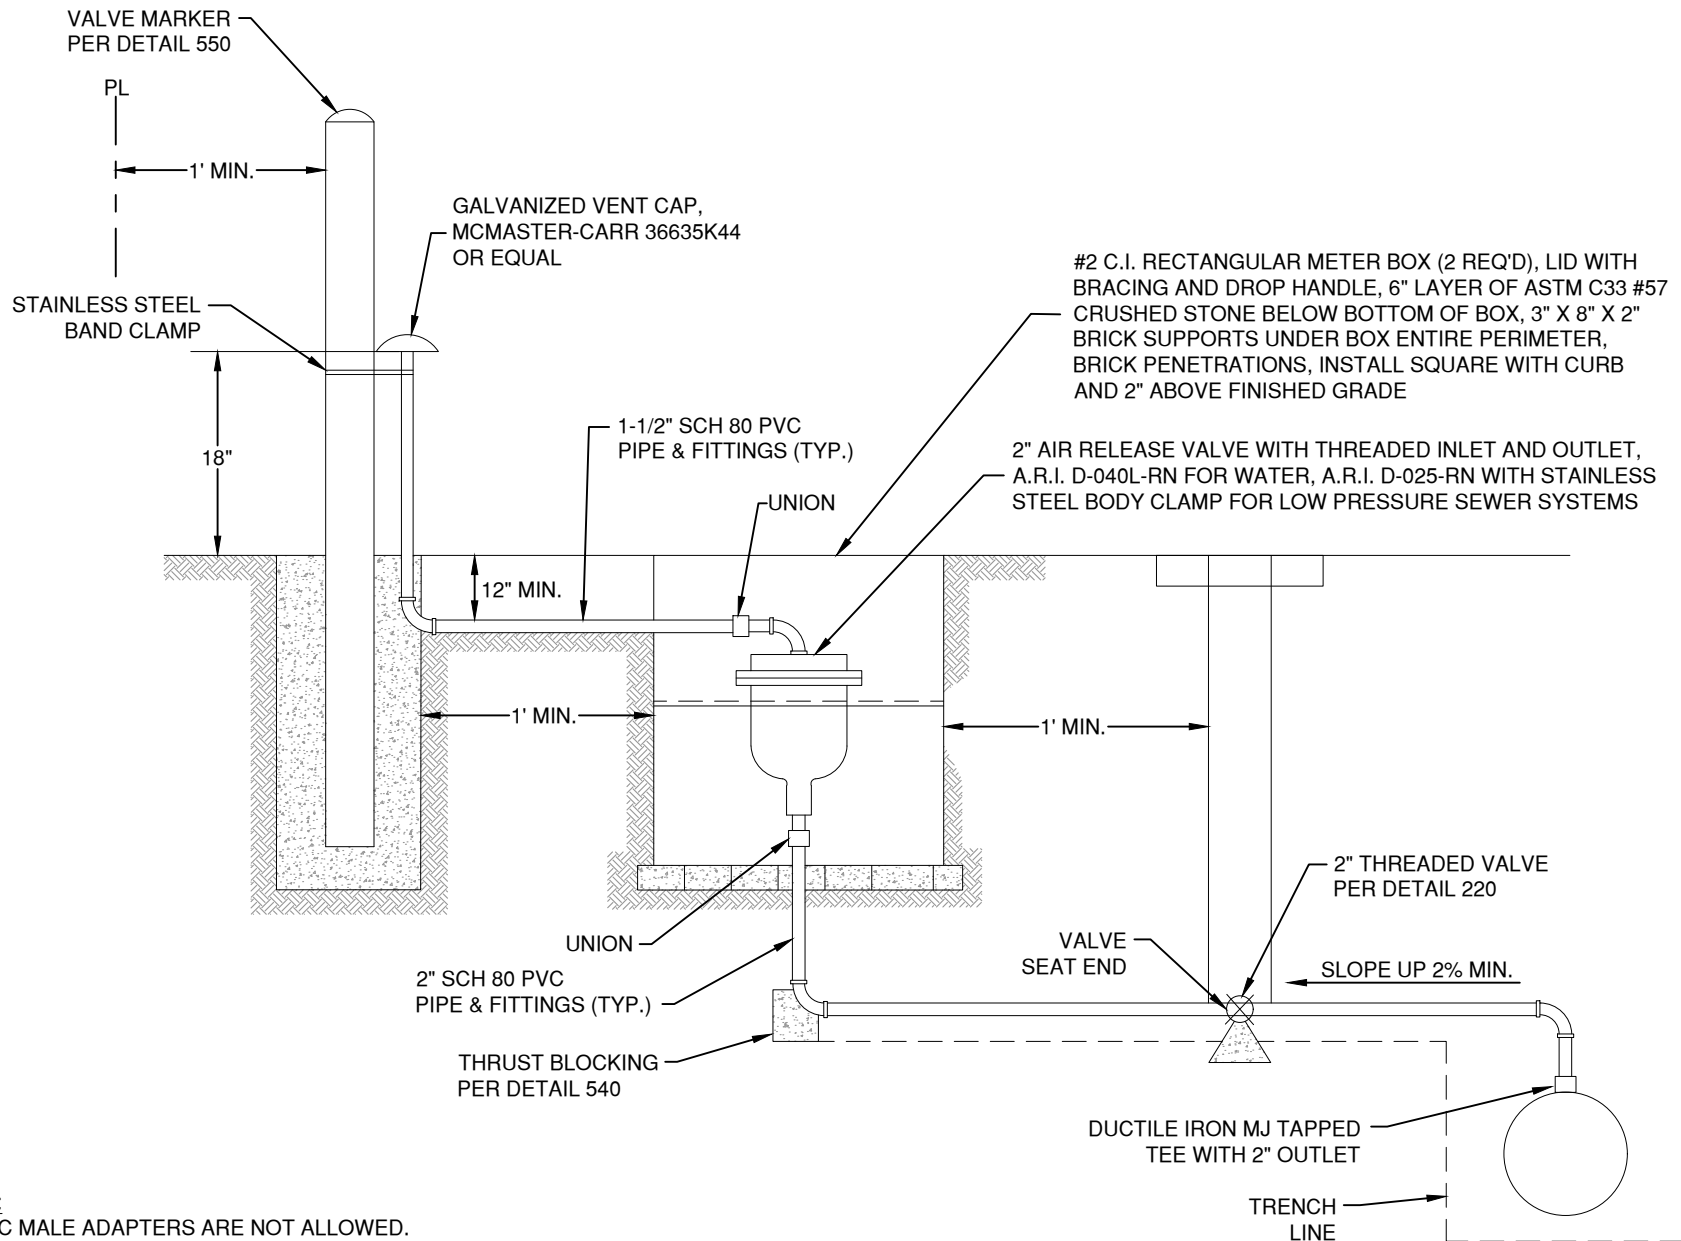 VALVE MARKER
PER DETAIL 550
PL
1' MIN.
GALVANIZED VENT CAP,
MCMASTER-CARR 36635K44
OR EQUAL
STAINLESS STEEL
BAND CLAMP
#2 C.I. RECTANGULAR METER BOX (2 REQ'D), LID WITH
BRACING AND DROP HANDLE, 6" LAYER OF ASTM C33 #57
CRUSHED STONE BELOW BOTTOM OF BOX, 3" X 8" X 2"
BRICK SUPPORTS UNDER BOX ENTIRE PERIMETER,
BRICK PENETRATIONS, INSTALL SQUARE WITH CURB
AND 2" ABOVE FINISHED GRADE
18"
1-1/2" SCH 80 PVC
PIPE & FITTINGS (TYP.)
2" AIR RELEASE VALVE WITH THREADED INLET AND OUTLET,
A.R.I. D-040L-RN FOR WATER, A.R.I. D-025-RN WITH STAINLESS
STEEL BODY CLAMP FOR LOW PRESSURE SEWER SYSTEMS
UNION
12" MIN.
1' MIN.
1' MIN.
2" THREADED VALVE
PER DETAIL 220
UNION
VALVE
SEAT END
SLOPE UP 2% MIN.
2" SCH 80 PVC
PIPE & FITTINGS (TYP.)
THRUST BLOCKING
PER DETAIL 540
DUCTILE IRON MJ TAPPED
TEE WITH 2" OUTLET
TRENCH
LINE
C MALE ADAPTERS ARE NOT ALLOWED.